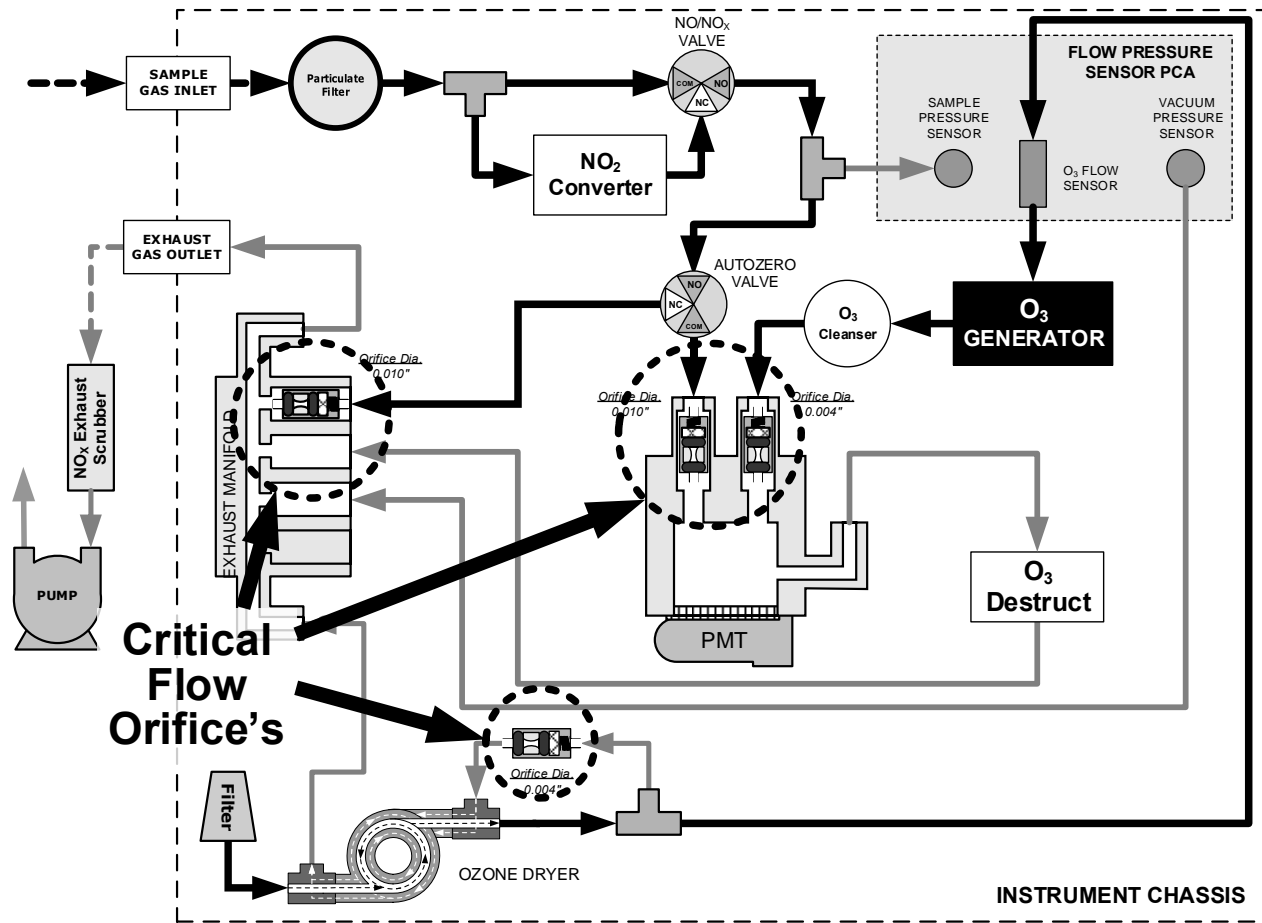 NO/NOX
VALVE
SAMPLE
GAS INLET
Particulate
Filter
COM
NO
NC
NO2
Converter
FLOW PRESSURE
SENSOR PCA
SAMPLE
PRESSURE
SENSOR
VACUUM
PRESSURE
SENSOR
O3 FLOW
SENSOR
EXHAUST
GAS OUTLET
AUTOZERO
VALVE
NO
NC
COM
O3
Cleanser
O3
GENERATOR
Orifice Dia.
0.010"
Orifice Dia.
0.010"
Orifice Dia.
0.004"
NOX Exhaust
Scrubber
EXHAUST MANIFOLD
PUMP
O3
Destruct
PMT
Critical
Flow
Orifice's
Orifice Dia.
0.004"
Filter
OZONE DRYER
INSTRUMENT CHASSIS